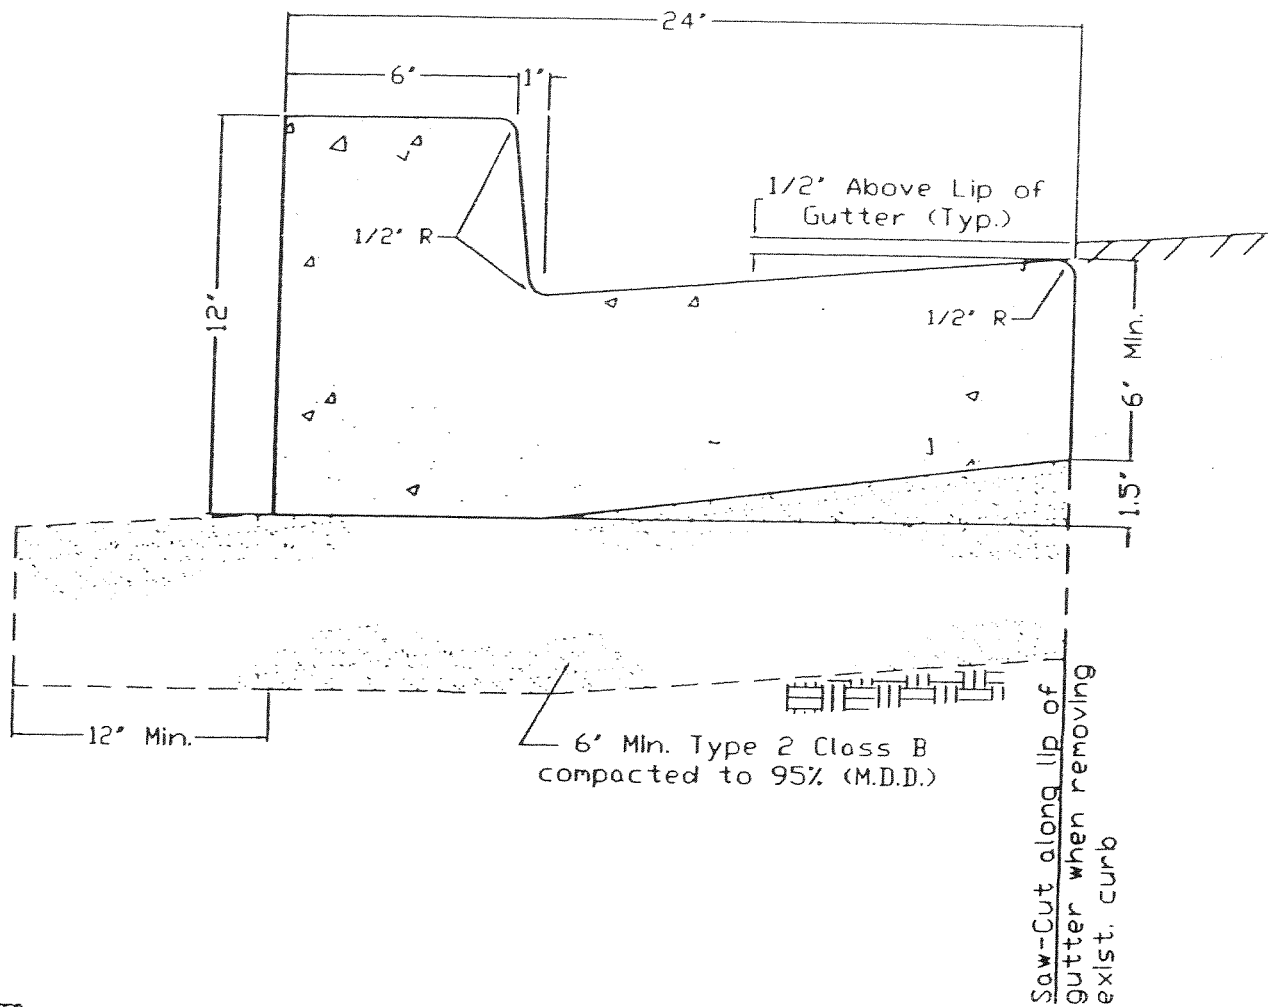 24"
6"
1"
1/2" Above Lip of
Gutter (Typ.)
1/2" R
12"
1/2" R
6" Min.
1.5"
12" Min.
6" Min. Type 2 Class B
compacted to 95% (M.D.D.)
Saw-Cut along lip of
gutter when removing
exist. curb